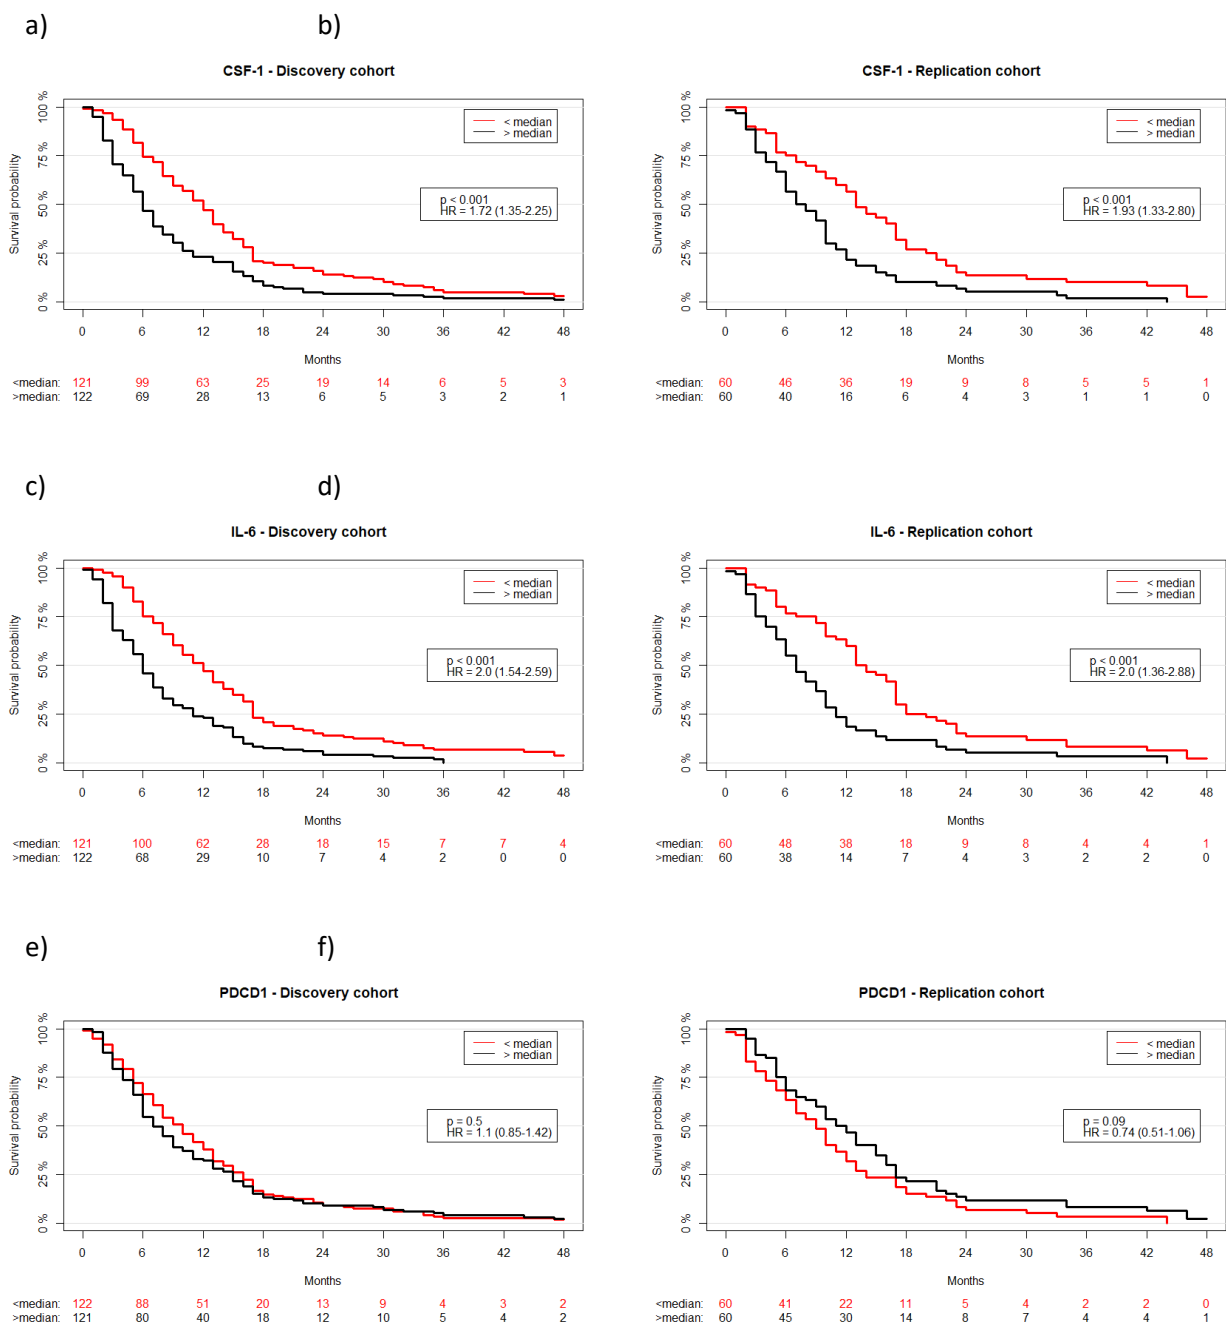 a)
b)
CSF-1 - Discovery cohort
Survival probability
100 %
75 %
50 %
25 %
0 %
< median
> median
p < 0.001
HR = 1.72 (1.35-2.25)
0 6 12 18 24 30 36 42 48
Months
<median: 121 99 63 25 19 14 6 5 3
>median: 122 69 28 13 6 5 3 2 1
CSF-1 - Replication cohort
Survival probability
100 %
75 %
50 %
25 %
0 %
< median
> median
p < 0.001
HR = 1.93 (1.33-2.80)
0 6 12 18 24 30 36 42 48
Months
<median: 60 46 36 19 9 8 5 5 1
>median: 60 40 16 6 4 3 1 1 0
c)
d)
IL-6 - Discovery cohort
Survival probability
100 %
75 %
50 %
25 %
0 %
< median
> median
p < 0.001
HR = 2.0 (1.54-2.59)
0 6 12 18 24 30 36 42 48
Months
<median: 121 100 62 28 18 15 7 7 4
>median: 122 68 29 10 7 4 2 0 0
IL-6 - Replication cohort
Survival probability
100 %
75 %
50 %
25 %
0 %
< median
> median
p < 0.001
HR = 2.0 (1.36-2.88)
0 6 12 18 24 30 36 42 48
Months
<median: 60 48 38 18 9 8 4 4 1
>median: 60 38 14 7 4 3 2 2 0
e)
f)
PDCD1 - Discovery cohort
Survival probability
100 %
75 %
50 %
25 %
0 %
< median
> median
p = 0.5
HR = 1.1 (0.85-1.42)
0 6 12 18 24 30 36 42 48
Months
<median: 122 88 51 20 13 9 4 3 2
>median: 121 80 40 18 12 10 5 4 2
PDCD1 - Replication cohort
Survival probability
100 %
75 %
50 %
25 %
0 %
< median
> median
p = 0.09
HR = 0.74 (0.51-1.06)
0 6 12 18 24 30 36 42 48
Months
<median: 60 41 22 11 5 4 2 2 0
>median: 60 45 30 14 8 7 4 4 1